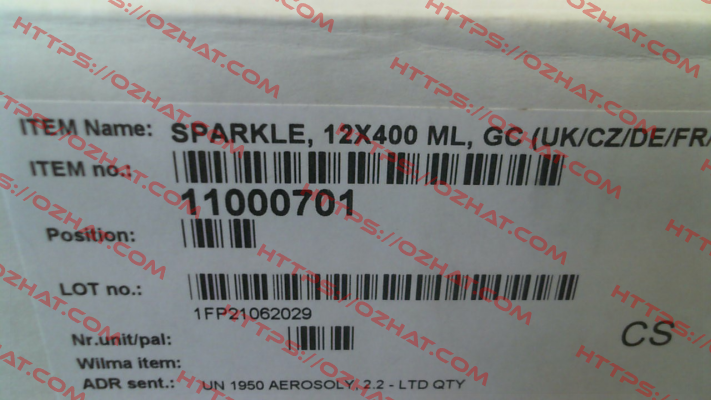 ITEM Name: SPARKLE, 12X400 ML, GC (UK/CZ/DE/FR/
ITEM no.:
11000701
Position:
LOT no.:
1FP21062029
Nr.unit/pal:
CS
Wilma item:
ADR sent.: UN 1950 AEROSOLY, 2.2 - LTD QTY
HTTPS://OZHAT.COM